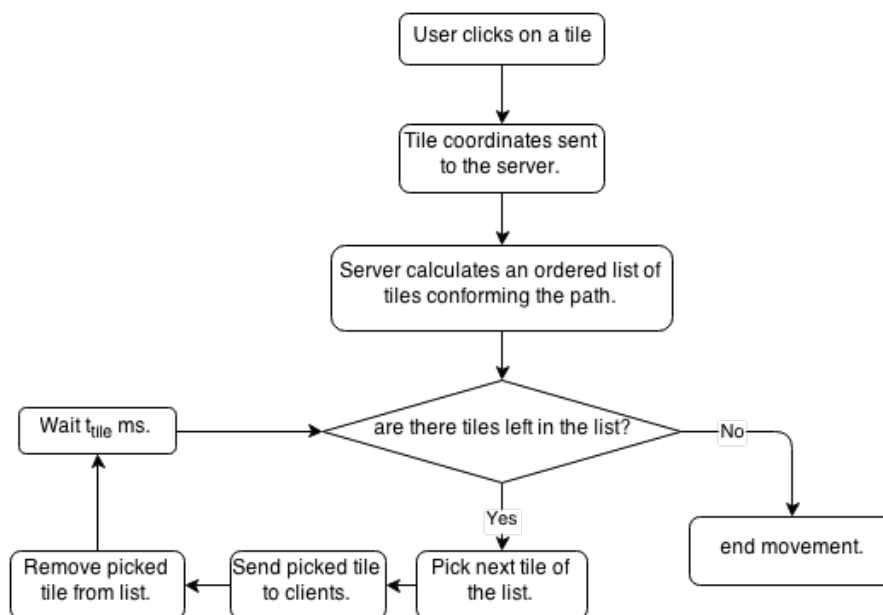 User clicks on a tile
Tile coordinates sent
to the server.
Server calculates an ordered list of
tiles conforming the path.
Wait t_tile ms.
are there tiles left in the list?
No
Yes
end movement.
Remove picked
tile from list.
Send picked tile
to clients.
Pick next tile of
the list.